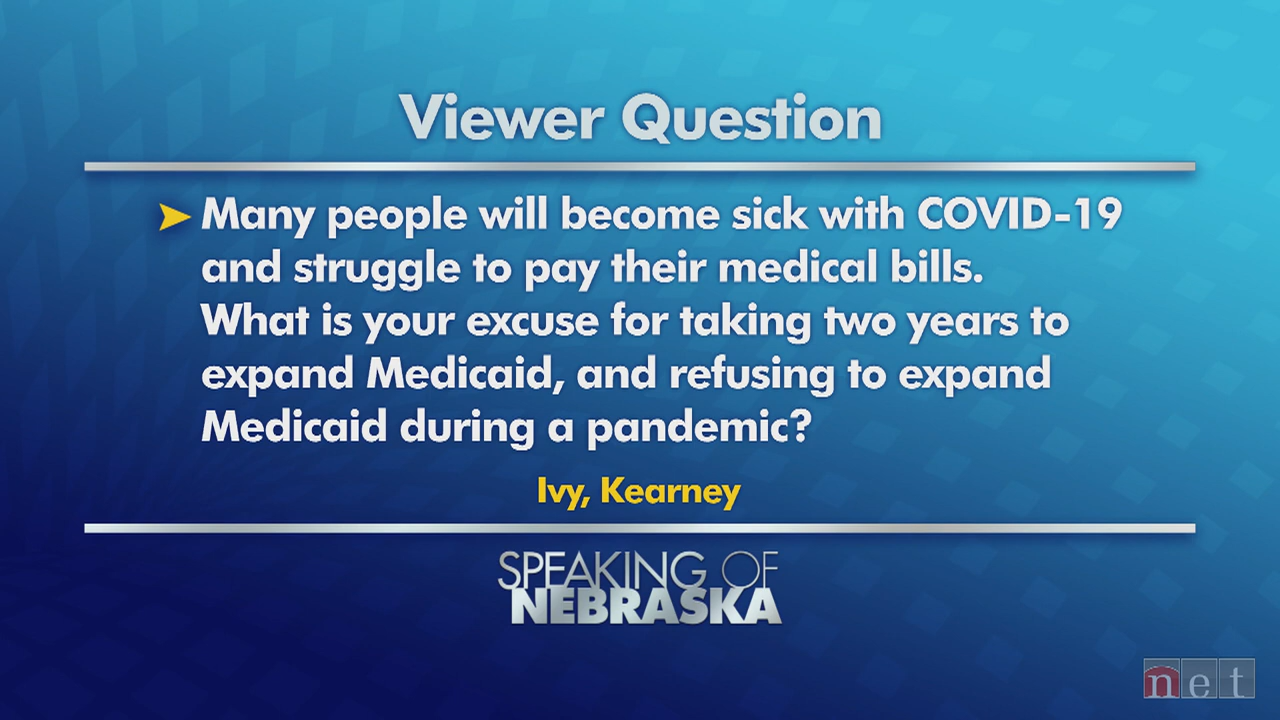 Viewer Question
Many people will become sick with COVID-19
and struggle to pay their medical bills.
What is your excuse for taking two years to
expand Medicaid, and refusing to expand
Medicaid during a pandemic?
Ivy, Kearney
SPEAKING OF
NEBRASKA
net